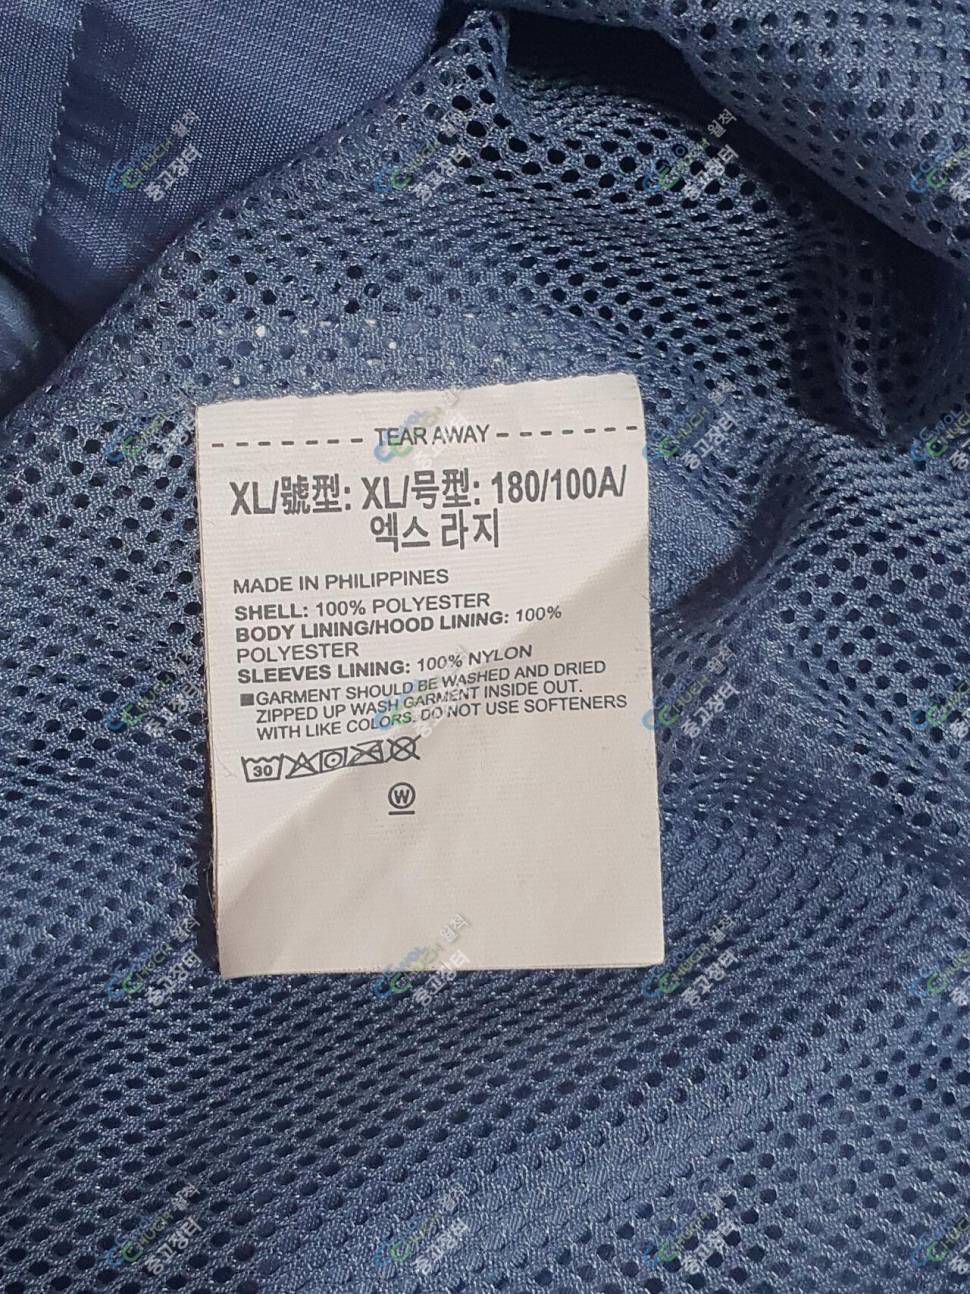 TEAR AWAY
XL/號型: XL/号型: 180/100A/
엑스 라지
MADE IN PHILIPPINES
SHELL: 100% POLYESTER
BODY LINING/HOOD LINING: 100%
POLYESTER
SLEEVES LINING: 100% NYLON
■GARMENT SHOULD BE WASHED AND DRIED
ZIPPED UP WASH GARMENT INSIDE OUT.
WITH LIKE COLORS. DO NOT USE SOFTENERS
30
W